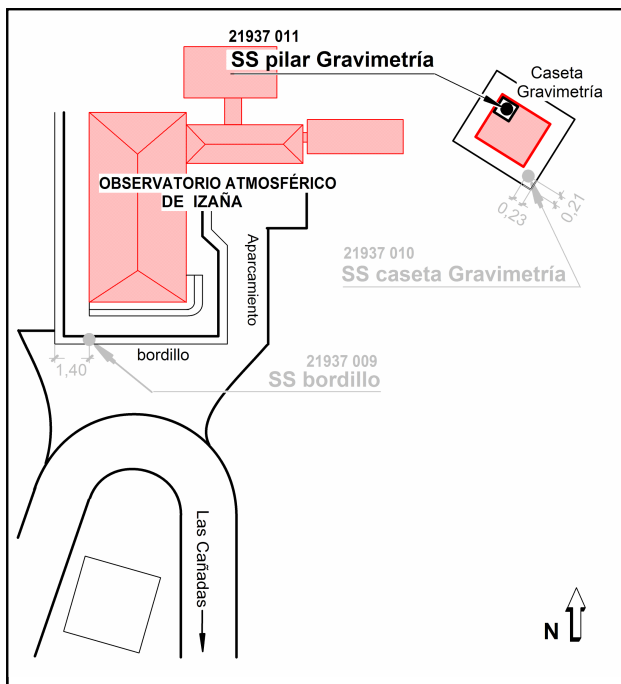 21937 011
SS pilar Gravimetría
Caseta
Gravimetría
OBSERVATORIO ATMOSFÉRICO
DE IZAÑA
0,23
0,21
Aparcamiento
21937 010
SS caseta Gravimetría
bordillo
1,40
21937 009
SS bordillo
Las Cañadas
N